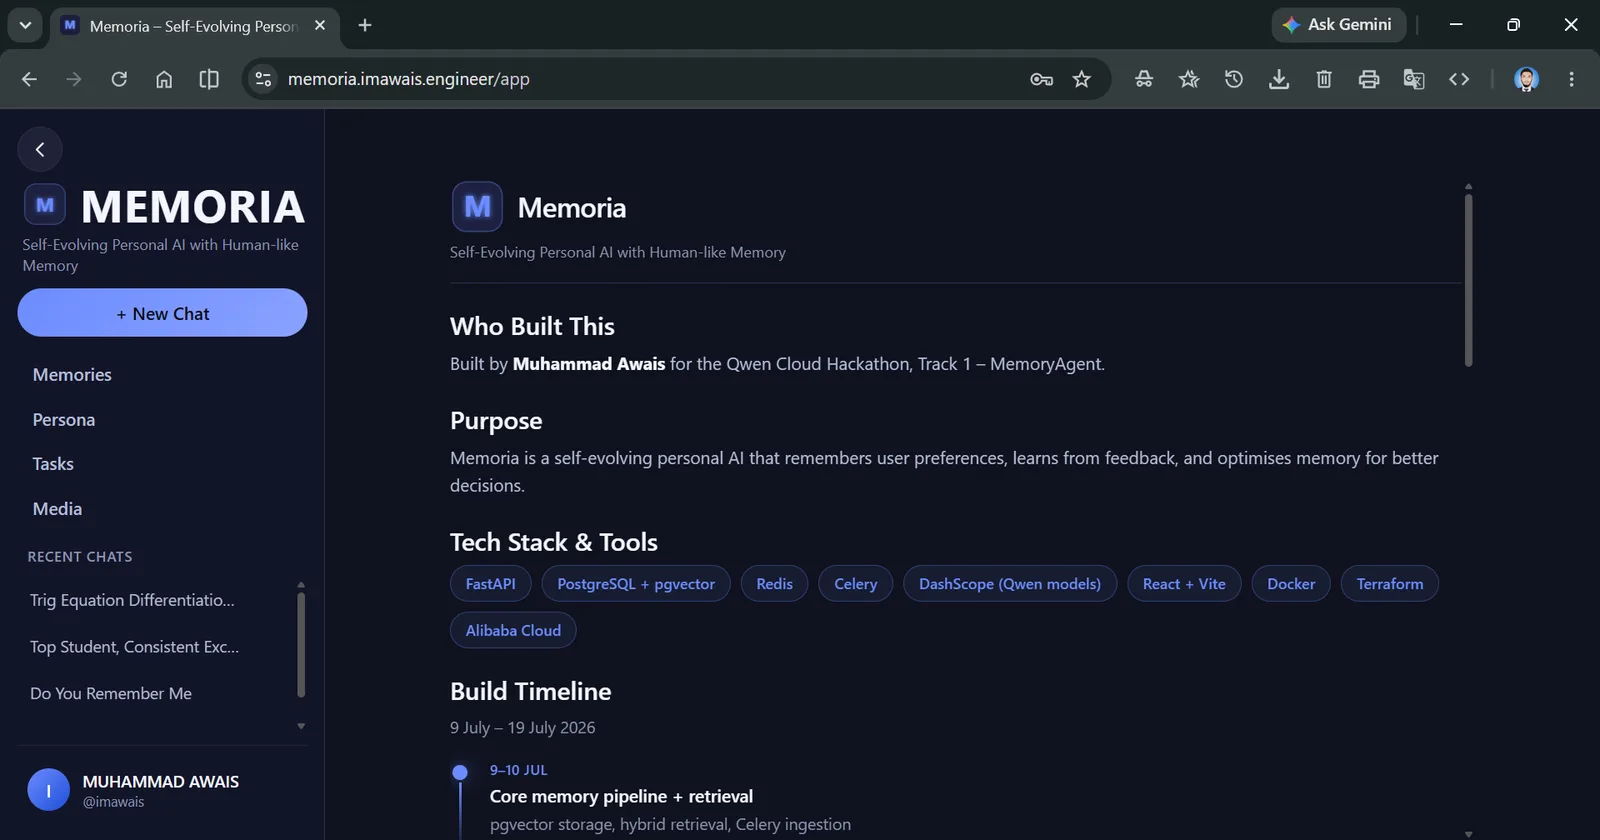 M
Memoria – Self-Evolving Person
Ask Gemini
memoria.imawais.engineer/app
M MEMORIA
Self-Evolving Personal AI with Human-like
Memory
+ New Chat
Memories
Persona
Tasks
Media
RECENT CHATS
Trig Equation Differentiatio...
Top Student, Consistent Exc...
Do You Remember Me
I
MUHAMMAD AWAIS
@imawais
M Memoria
Self-Evolving Personal AI with Human-like Memory
Who Built This
Built by Muhammad Awais for the Qwen Cloud Hackathon, Track 1 – MemoryAgent.
Purpose
Memoria is a self-evolving personal AI that remembers user preferences, learns from feedback, and optimises memory for better
decisions.
Tech Stack & Tools
FastAPI PostgreSQL + pgvector Redis Celery DashScope (Qwen models) React + Vite Docker Terraform
Alibaba Cloud
Build Timeline
9 July – 19 July 2026
9–10 JUL
Core memory pipeline + retrieval
pgvector storage, hybrid retrieval, Celery ingestion